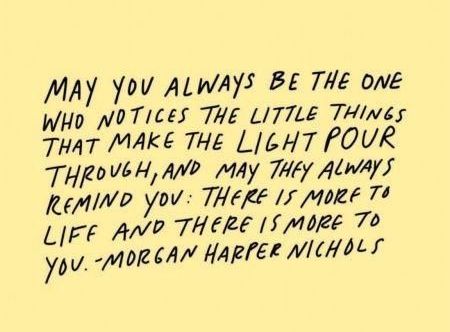 MAY YOU ALWAYS BE THE ONE
WHO NOTICES THE LITTLE THINGS
THAT MAKE THE LIGHT POUR
THROUGH, AND MAY THEY ALWAYS
REMIND YOU: THERE IS MORE TO
LIFE AND THERE IS MORE TO
YOU. -MORGAN HARPER NICHOLS